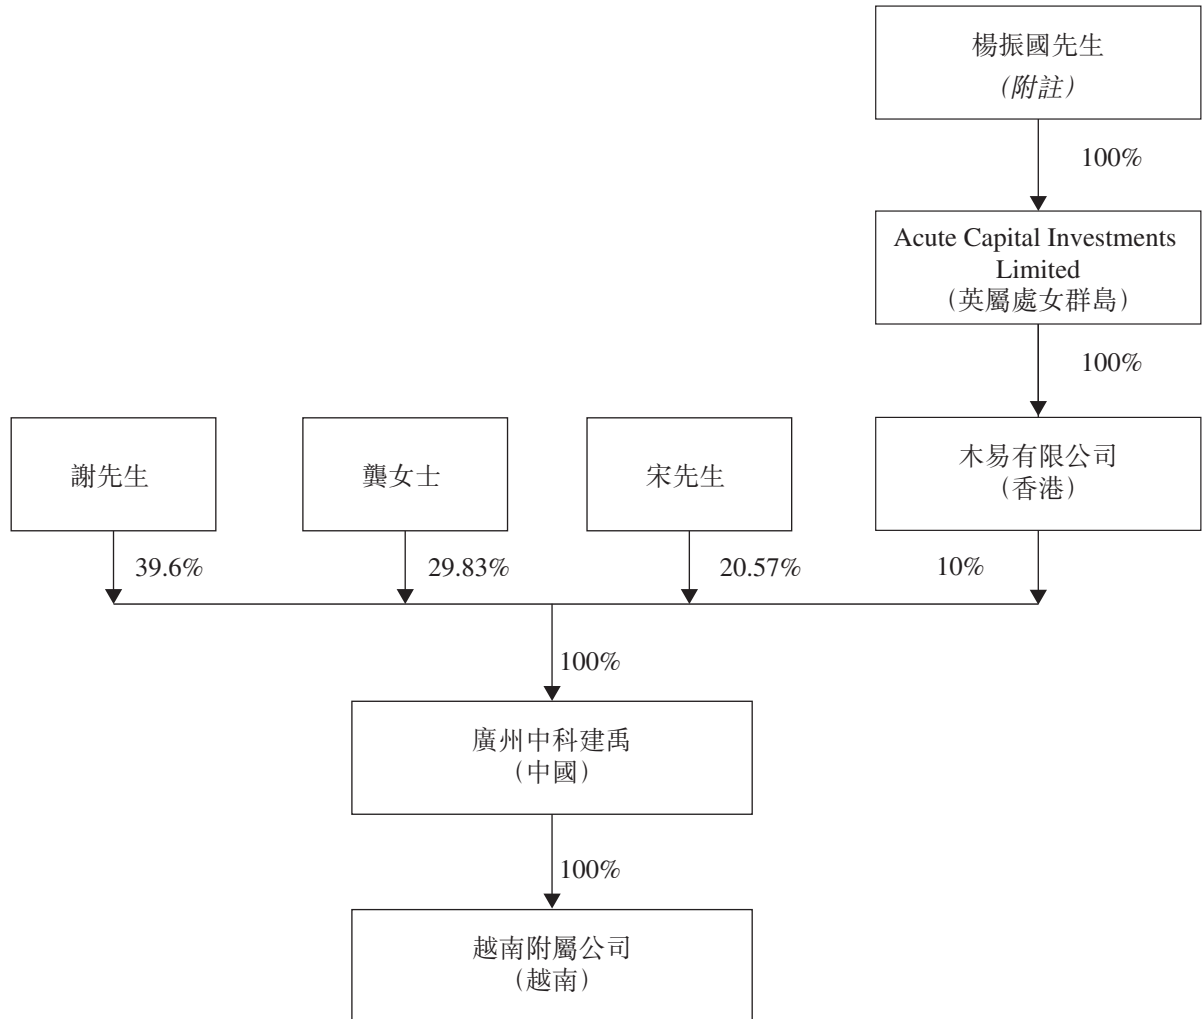 楊振國先生
(附註)
100%
Acute Capital Investments
Limited
(英屬處女群島)
100%
謝先生
龔女士
宋先生
木易有限公司
(香港)
39.6%
29.83%
20.57%
10%
100%
廣州中科建禹
(中國)
100%
越南附屬公司
(越南)